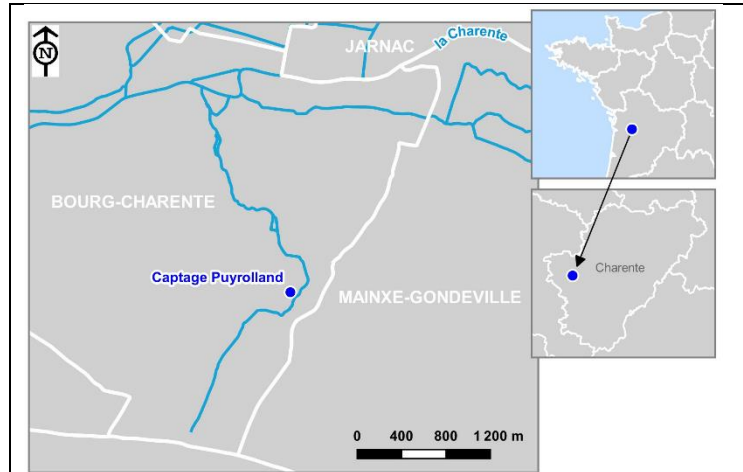 N
JARNAC
la Charente
BOURG-CHARENTE
Captage Puyrolland
MAINXE-GONDEVILLE
Charente
0 400 800 1 200 m